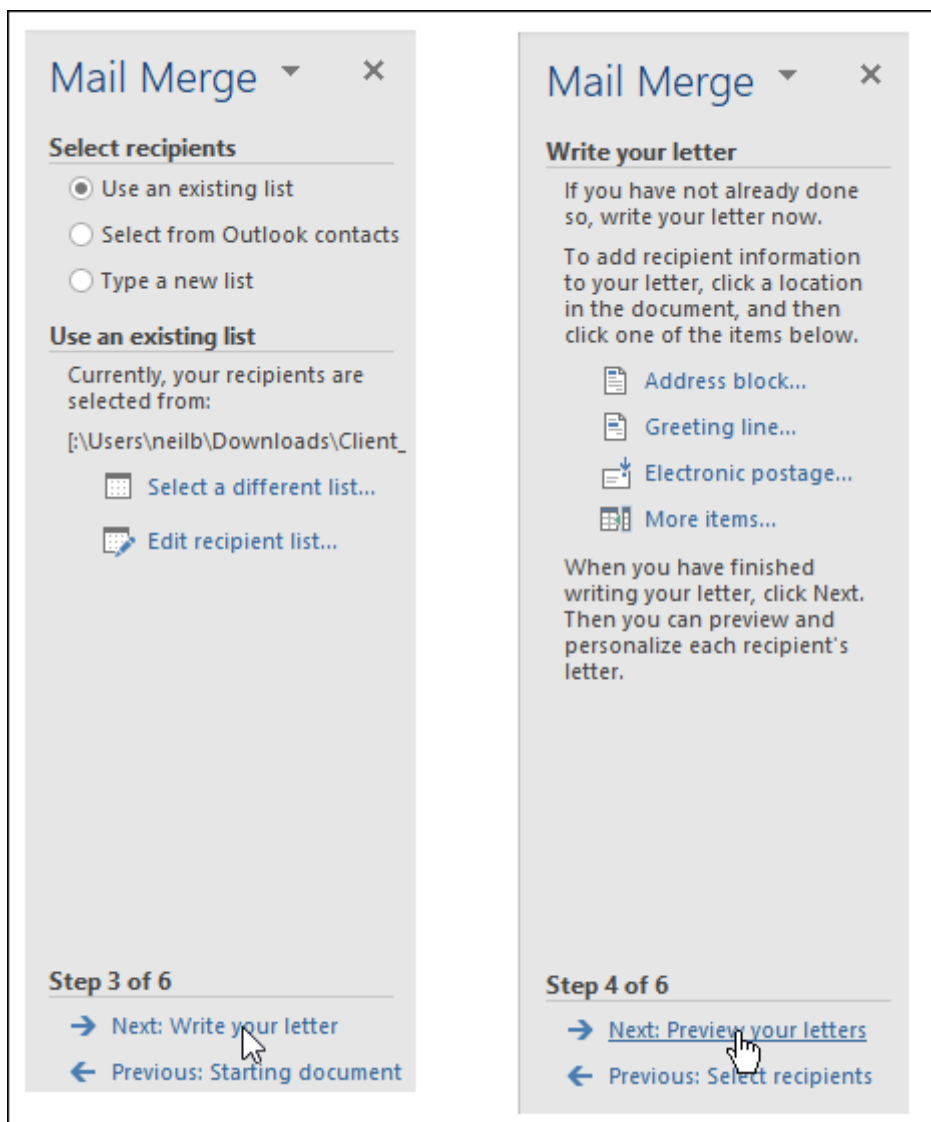 Mail Merge
Select recipients
Use an existing list
Select from Outlook contacts
Type a new list
Use an existing list
Currently, your recipients are
selected from:
[:\Users\neilb\Downloads\Client_
Select a different list...
Edit recipient list...
Step 3 of 6
Next: Write your letter
Previous: Starting document
Mail Merge
Write your letter
If you have not already done
so, write your letter now.
To add recipient information
to your letter, click a location
in the document, and then
click one of the items below.
Address block...
Greeting line...
Electronic postage...
More items...
When you have finished
writing your letter, click Next.
Then you can preview and
personalize each recipient's
letter.
Step 4 of 6
Next: Preview your letters
Previous: Select recipients